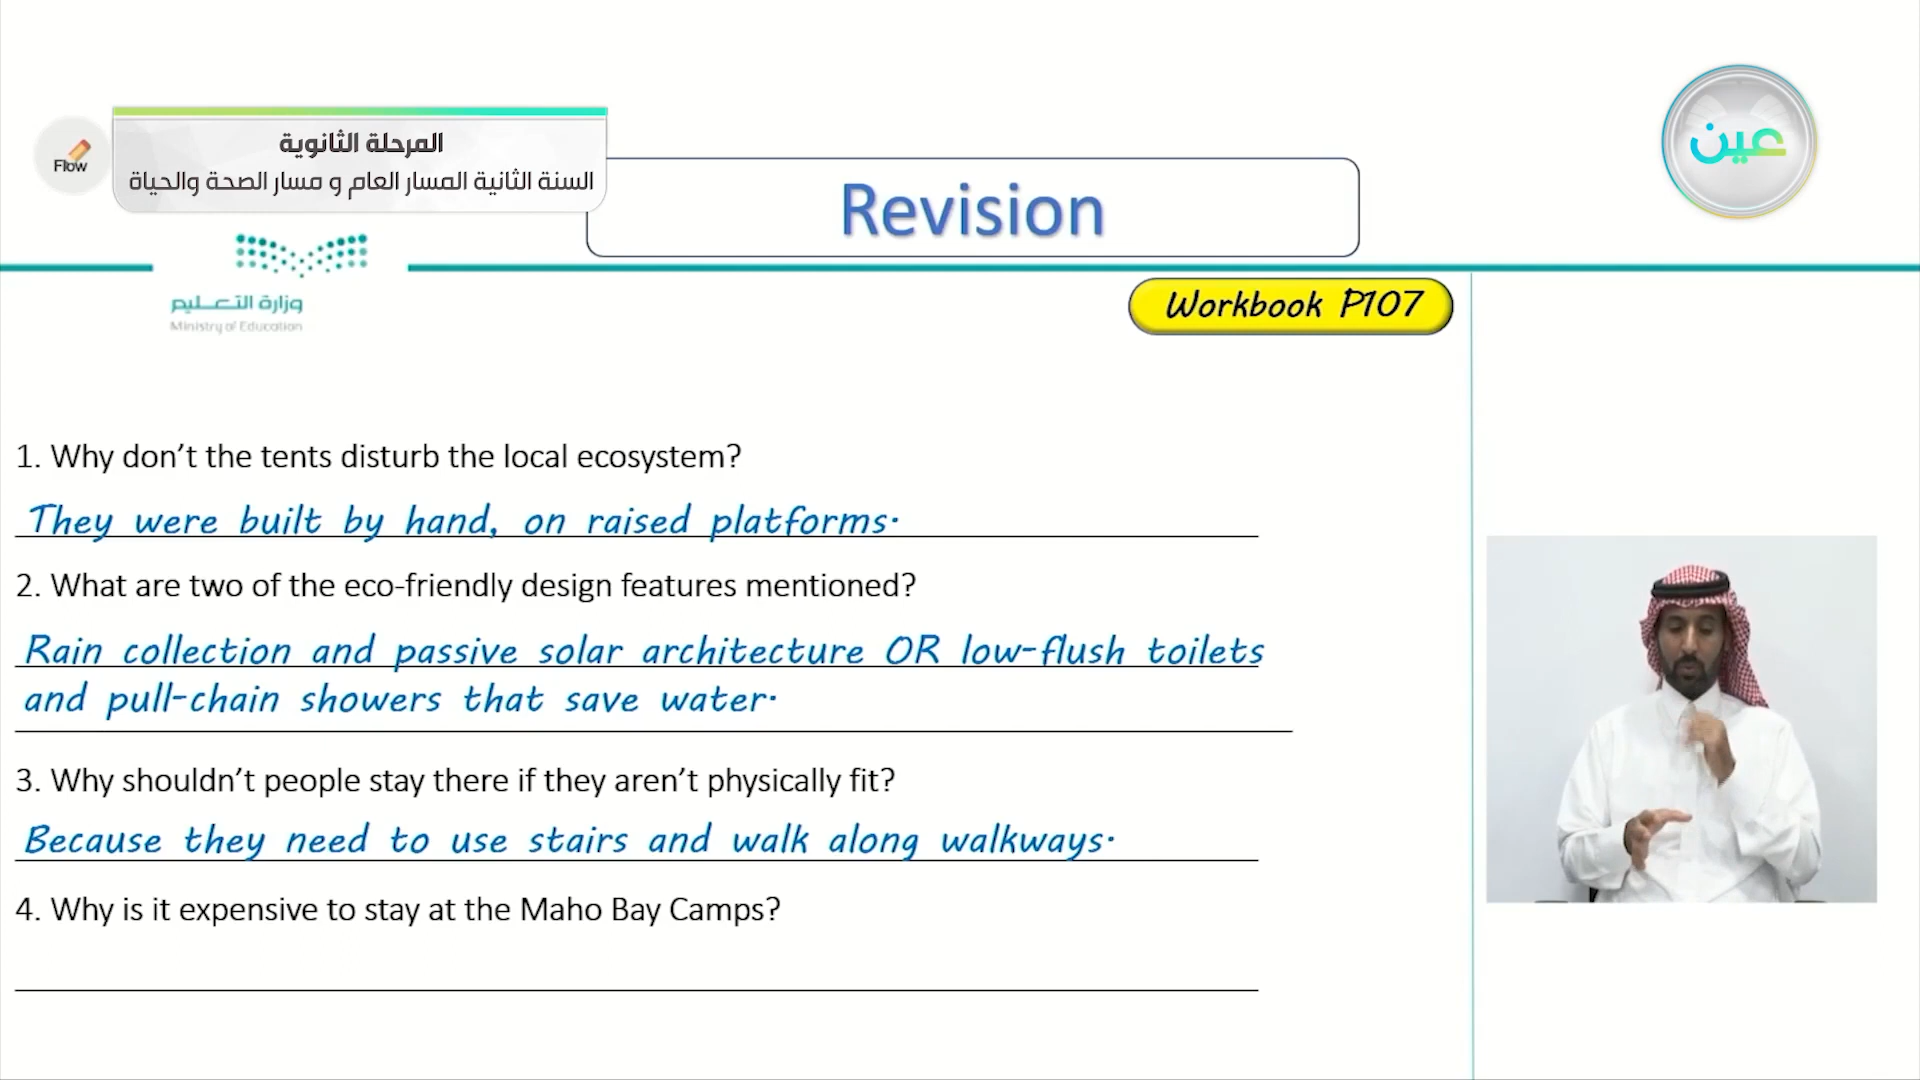 المرحلة الثانوية
السنة الثانية المسار العام و مسار الصحة والحياة
Flow
عين
Revision
وزارة التعليم
Ministry of Education
Workbook P107
1. Why don’t the tents disturb the local ecosystem?
They were built by hand, on raised platforms.
2. What are two of the eco-friendly design features mentioned?
Rain collection and passive solar architecture OR low-flush toilets
and pull-chain showers that save water.
3. Why shouldn’t people stay there if they aren’t physically fit?
Because they need to use stairs and walk along walkways.
4. Why is it expensive to stay at the Maho Bay Camps?